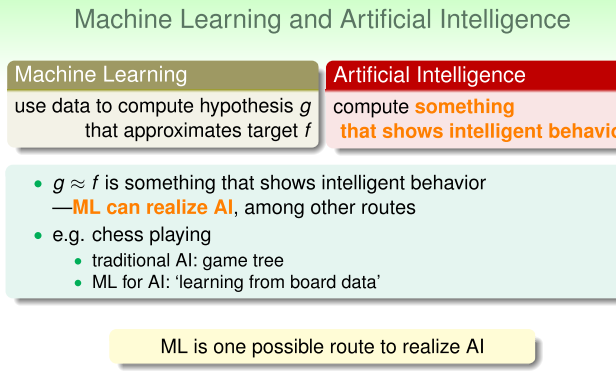 Machine Learning and Artificial Intelligence
Machine Learning
use data to compute hypothesis g
that approximates target f
Artificial Intelligence
compute something
that shows intelligent behavio
• g ≈ f is something that shows intelligent behavior
—ML can realize AI, among other routes
• e.g. chess playing
• traditional AI: game tree
• ML for AI: ‘learning from board data’
ML is one possible route to realize AI